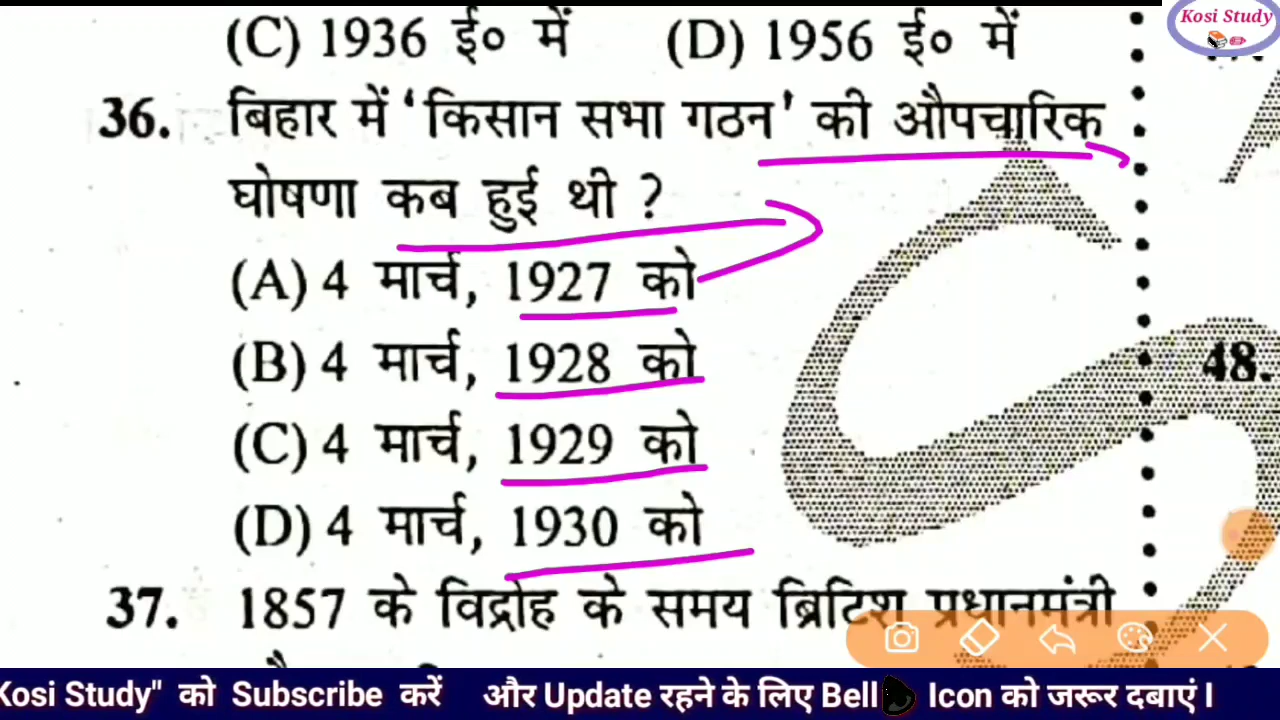 (C) 1936 ई० में (D) 1956 ई० में
Kosi Study
36. बिहार में 'किसान सभा गठन' की औपचारिक
घोषणा कब हुई थी ?
(A) 4 मार्च, 1927 को
(B) 4 मार्च, 1928 को
48.
(C) 4 मार्च, 1929 को
(D) 4 मार्च, 1930 को
37. 1857 के विद्रोह के समय ब्रिटिश प्रधानमंत्री
Kosi Study" को Subscribe करें और Update रहने के लिए Bell Icon को जरूर दबाएं l